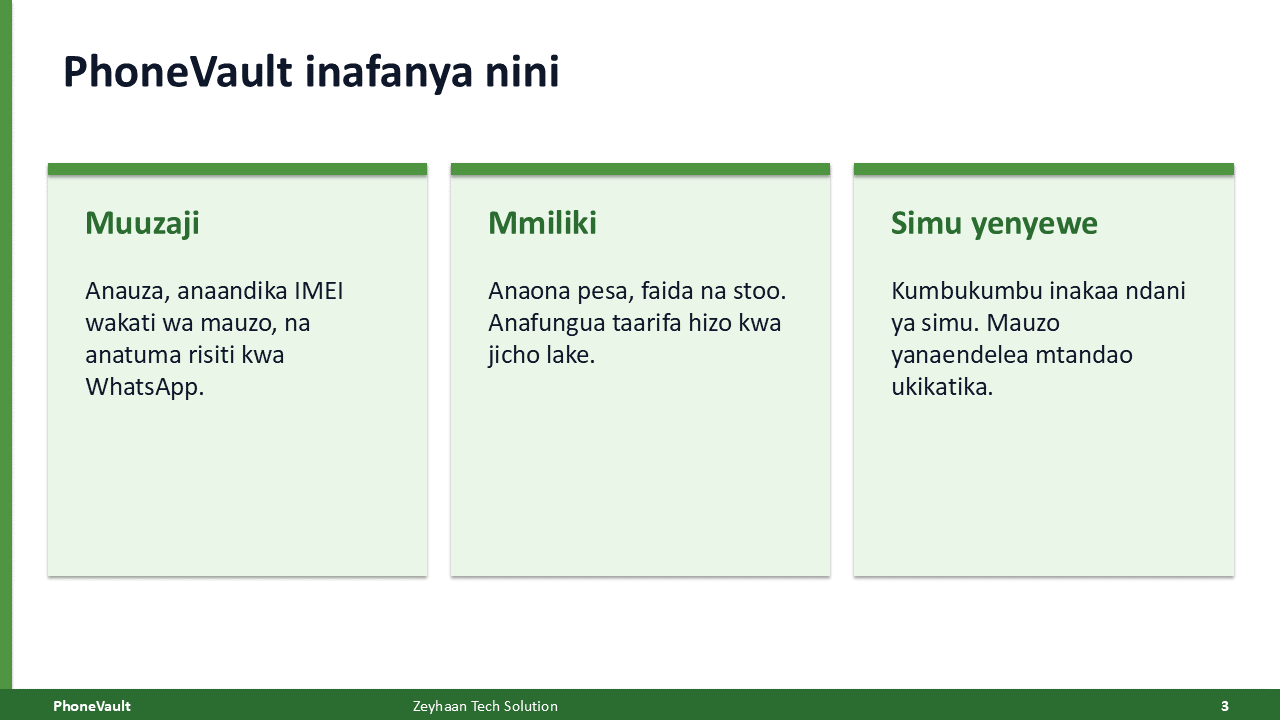 PhoneVault inafanya nini
Muuzaji
Anauza, anaandika IMEI
wakati wa mauzo, na
anatuma risiti kwa
WhatsApp.
Mmiliki
Anaona pesa, faida na stoo.
Anafungua taarifa hizo kwa
jicho lake.
Simu yenyewe
Kumbukumbu inakaa ndani
ya simu. Mauzo
yanaendelea mtandao
ukikatika.
PhoneVault
Zeyhaan Tech Solution
3